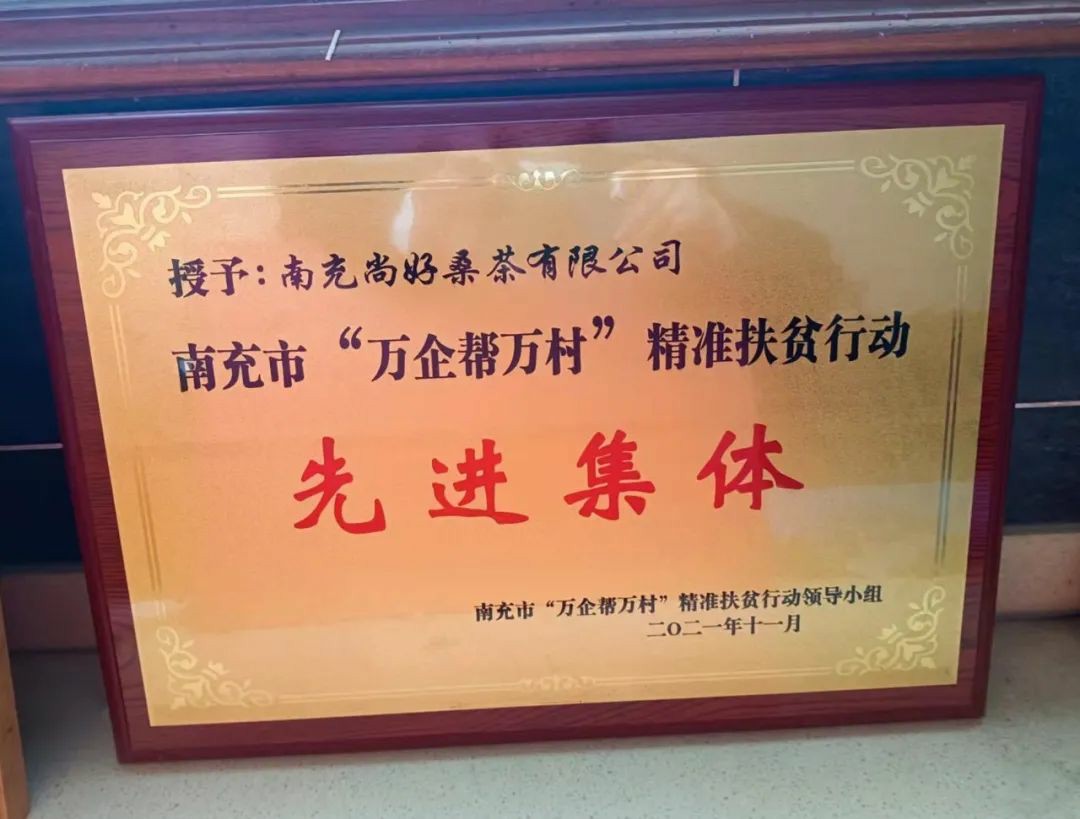 授予：南充尚好桑茶有限公司
南充市“万企帮万村”精准扶贫行动
先进集体
南充市“万企帮万村”精准扶贫行动领导小组
二〇二一年十一月